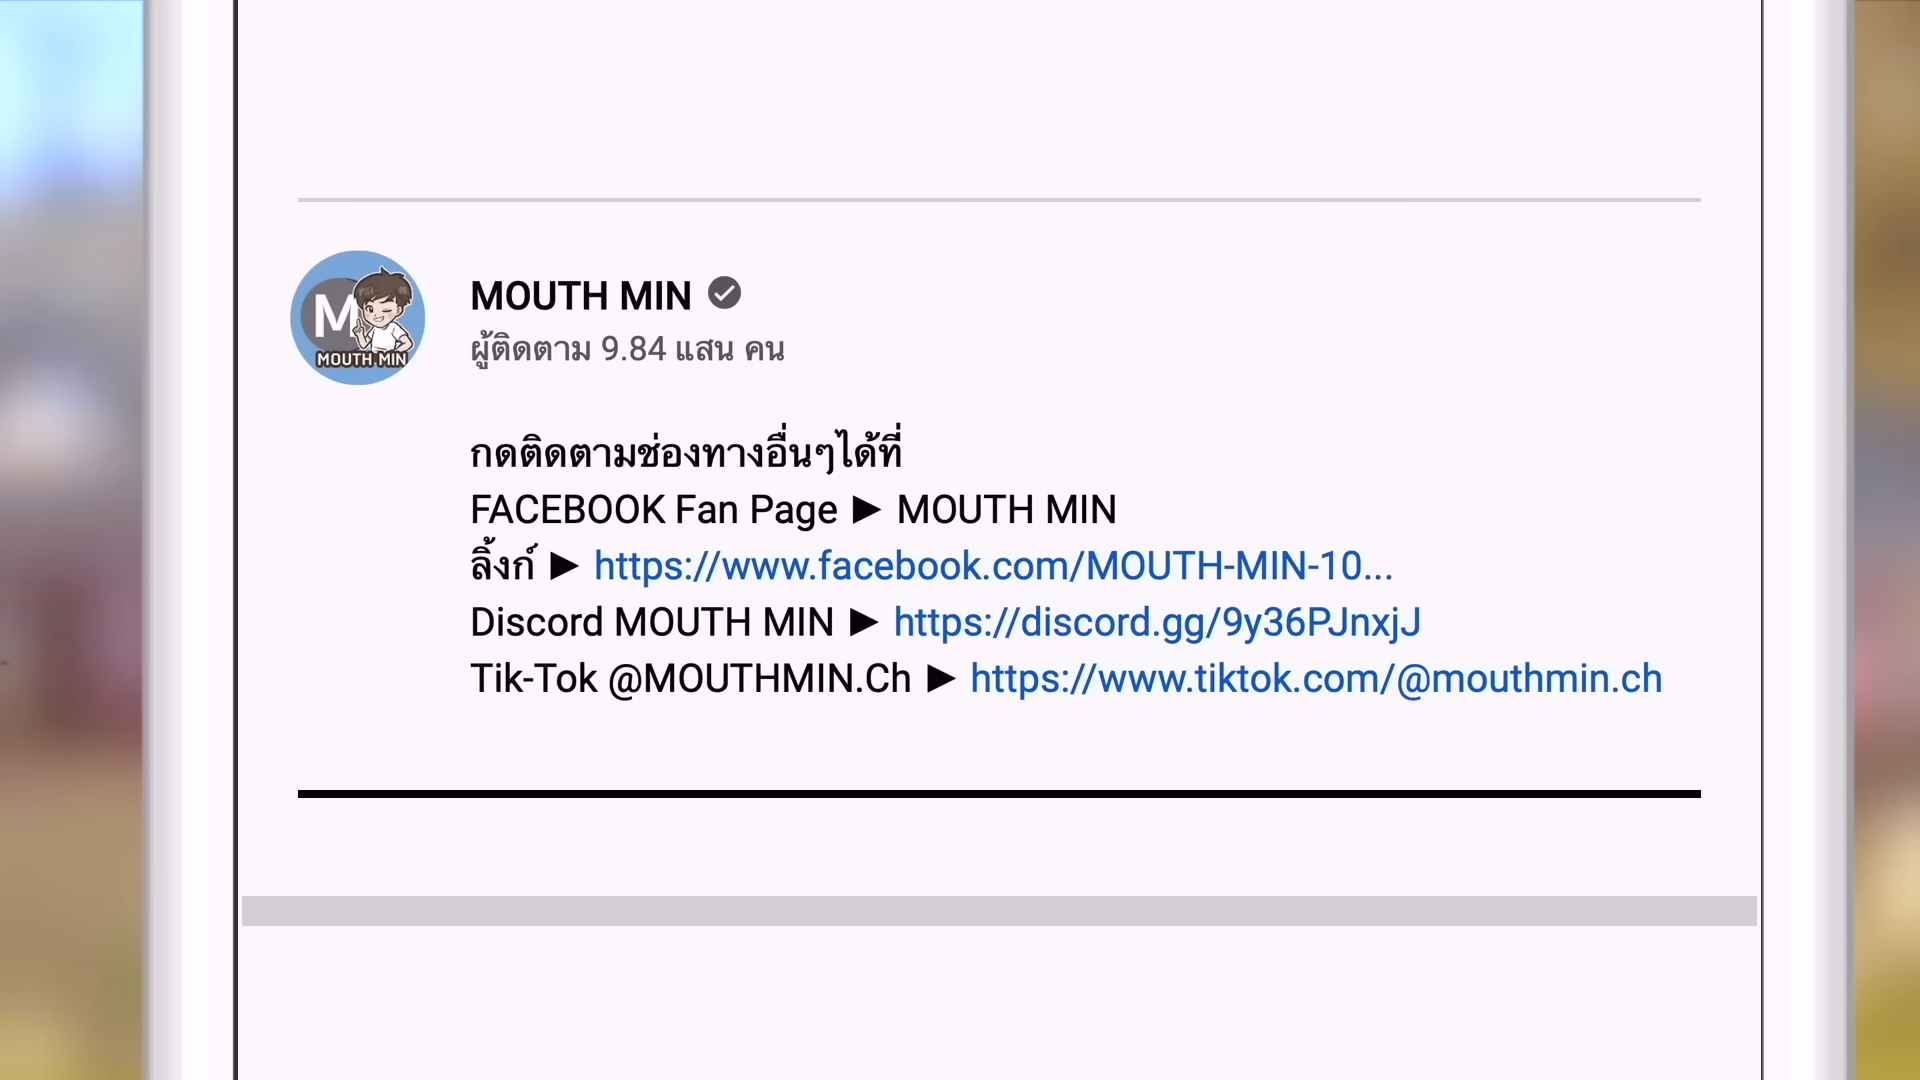 M
MOUTH MIN
MOUTH MIN
ผู้ติดตาม 9.84 แสน คน
กดติดตามช่องทางอื่นๆได้ที่
FACEBOOK Fan Page ► MOUTH MIN
ลิ้งก์ ► https://www.facebook.com/MOUTH-MIN-10...
Discord MOUTH MIN ► https://discord.gg/9y36PJnxjJ
Tik-Tok @MOUTHMIN.Ch ► https://www.tiktok.com/@mouthmin.ch